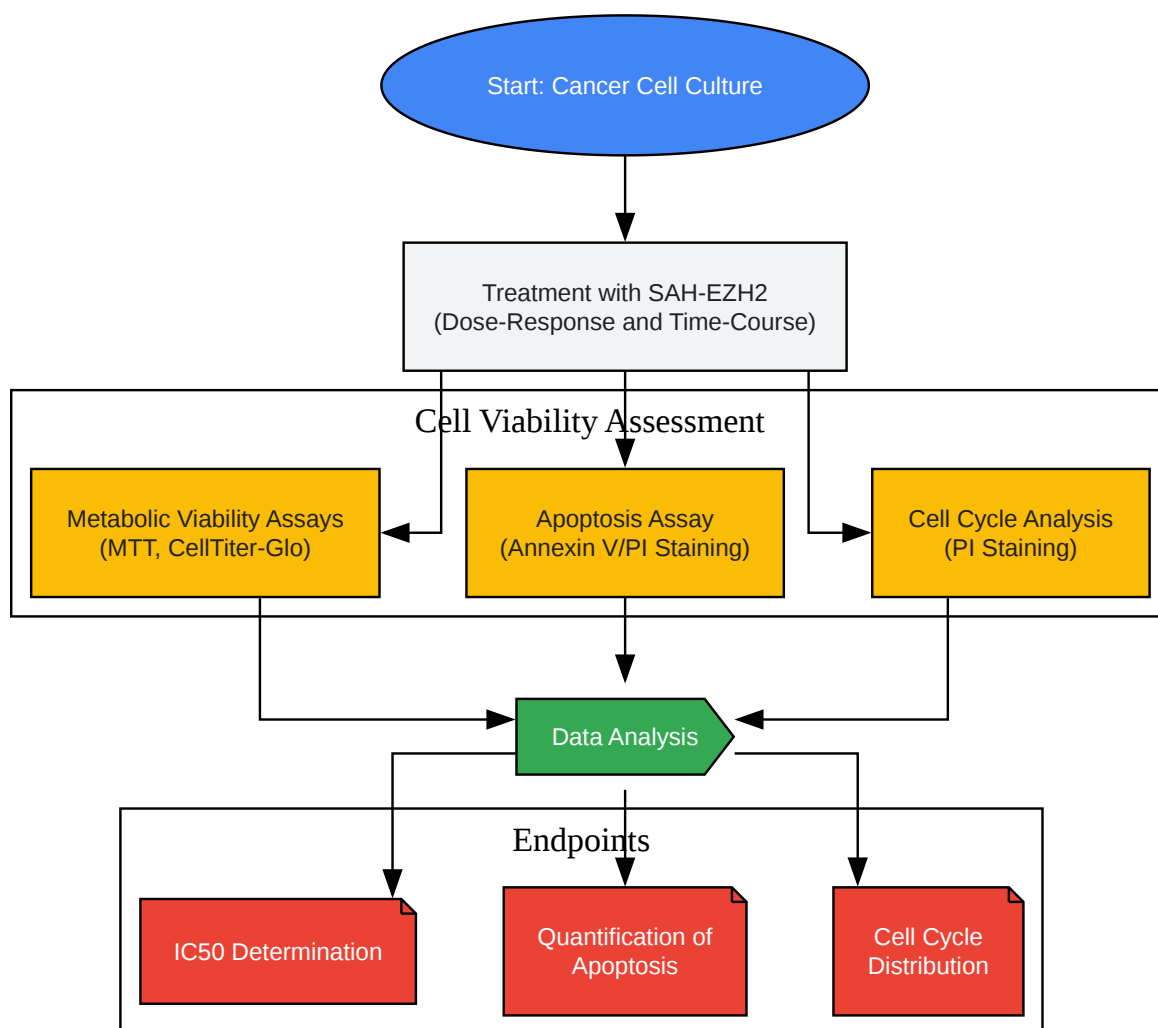 Start: Cancer Cell Culture
Treatment with SAH-EZH2
(Dose-Response and Time-Course)
Cell Viability Assessment
Metabolic Viability Assays
(MTT, CellTiter-Glo)
Apoptosis Assay
(Annexin V/PI Staining)
Cell Cycle Analysis
(PI Staining)
Data Analysis
Endpoints
IC50 Determination
Quantification of
Apoptosis
Cell Cycle
Distribution